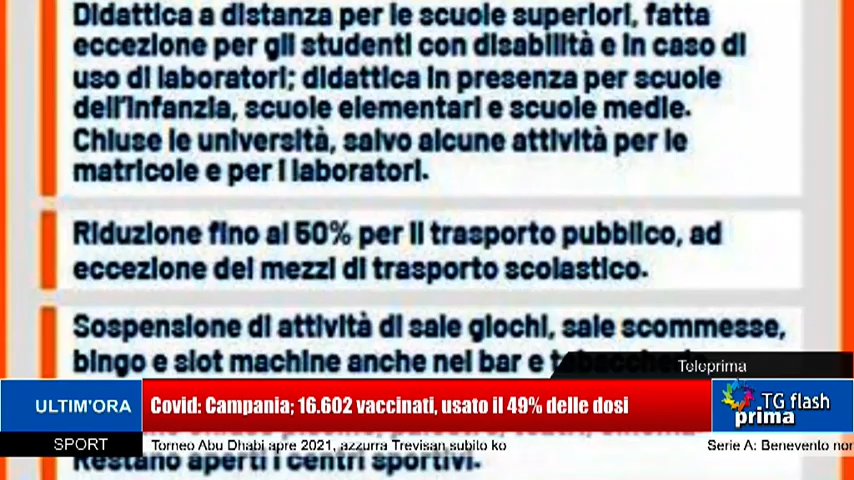 Didattica a distanza per le scuole superiori, fatta
eccezione per gli studenti con disabilità e in caso di
uso di laboratori; didattica in presenza per scuole
dell'infanzia, scuole elementari e scuole medie.
Chiuse le università, salvo alcune attività per le
matricole e per i laboratori.
Riduzione fino al 50% per il trasporto pubblico, ad
eccezione dei mezzi di trasporto scolastico.
Sospensione di attività di sale giochi, sale scommesse,
bingo e slot machine anche nei bar e tabaccherie.
Teleprima
ULTIM'ORA
Covid: Campania; 16.602 vaccinati, usato il 49% delle dosi
TG flash
prima
SPORT
Torneo Abu Dhabi apre 2021, azzurra Trevisan subito ko
Serie A: Benevento nor
Restano aperti i centri sportivi.